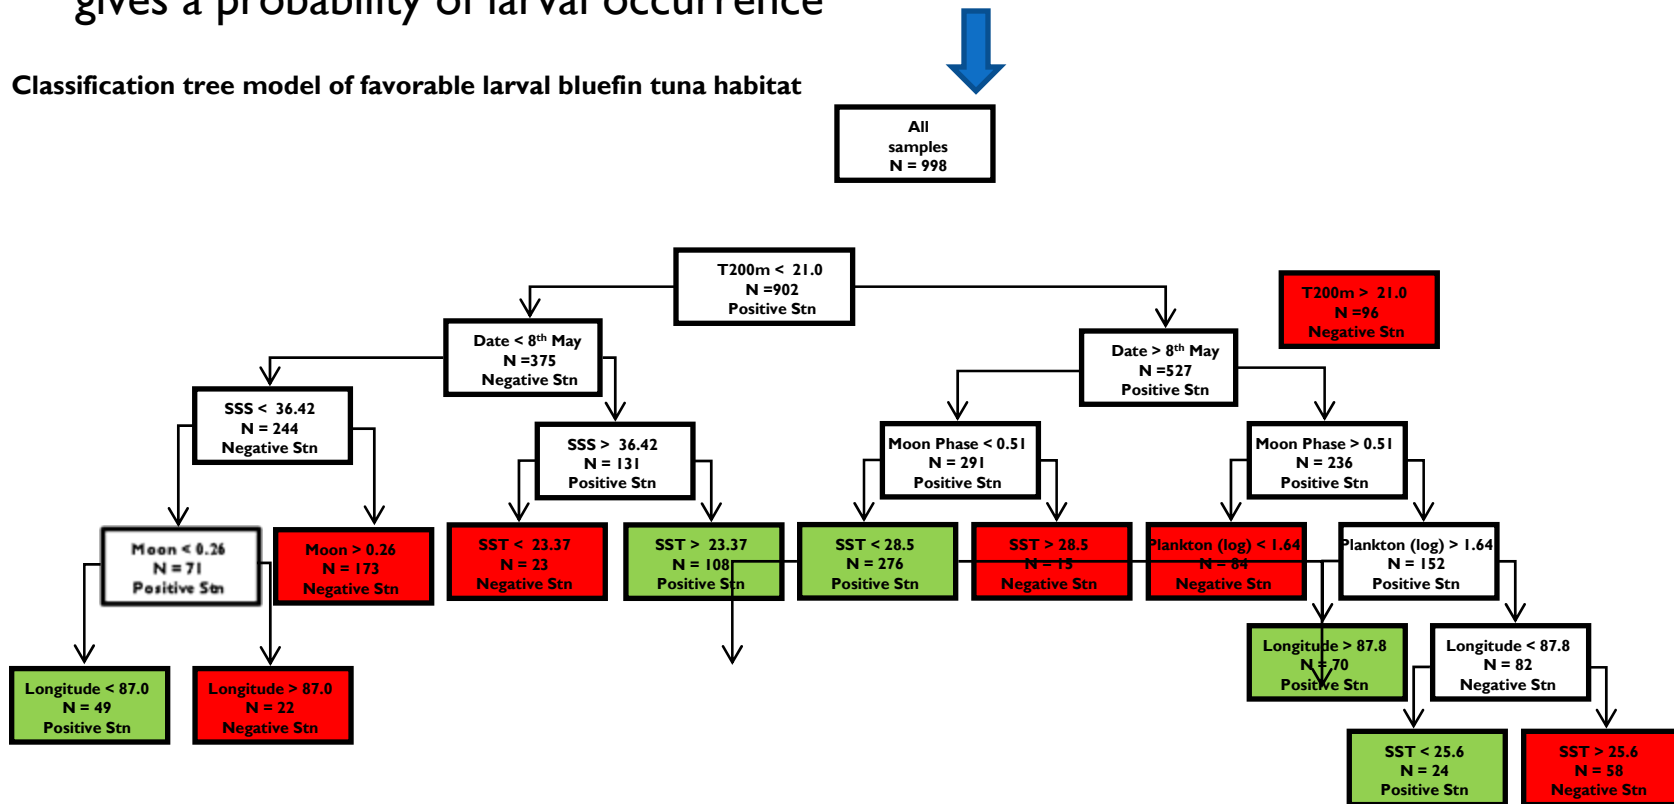 gives a probability of larval occurrence
Classification tree model of favorable larval bluefin tuna habitat
All
samples
N = 998
T200m < 21.0
N =902
Positive Stn
T200m > 21.0
N =96
Negative Stn
Date < 8th May
N =375
Negative Stn
Date > 8th May
N =527
Positive Stn
SSS < 36.42
N = 244
Negative Stn
SSS > 36.42
N = 131
Positive Stn
Moon Phase < 0.51
N = 291
Positive Stn
Moon Phase > 0.51
N = 236
Positive Stn
Moon < 0.26
N = 71
Positive Stn
Moon > 0.26
N = 173
Negative Stn
SST < 23.37
N = 23
Negative Stn
SST > 23.37
N = 108
Positive Stn
SST < 28.5
N = 276
Positive Stn
SST > 28.5
N = 15
Negative Stn
Plankton (log) < 1.64
N = 84
Negative Stn
Plankton (log) > 1.64
N = 152
Positive Stn
Longitude > 87.8
N = 70
Positive Stn
Longitude < 87.8
N = 82
Negative Stn
Longitude < 87.0
N = 49
Positive Stn
Longitude > 87.0
N = 22
Negative Stn
SST < 25.6
N = 24
Positive Stn
SST > 25.6
N = 58
Negative Stn